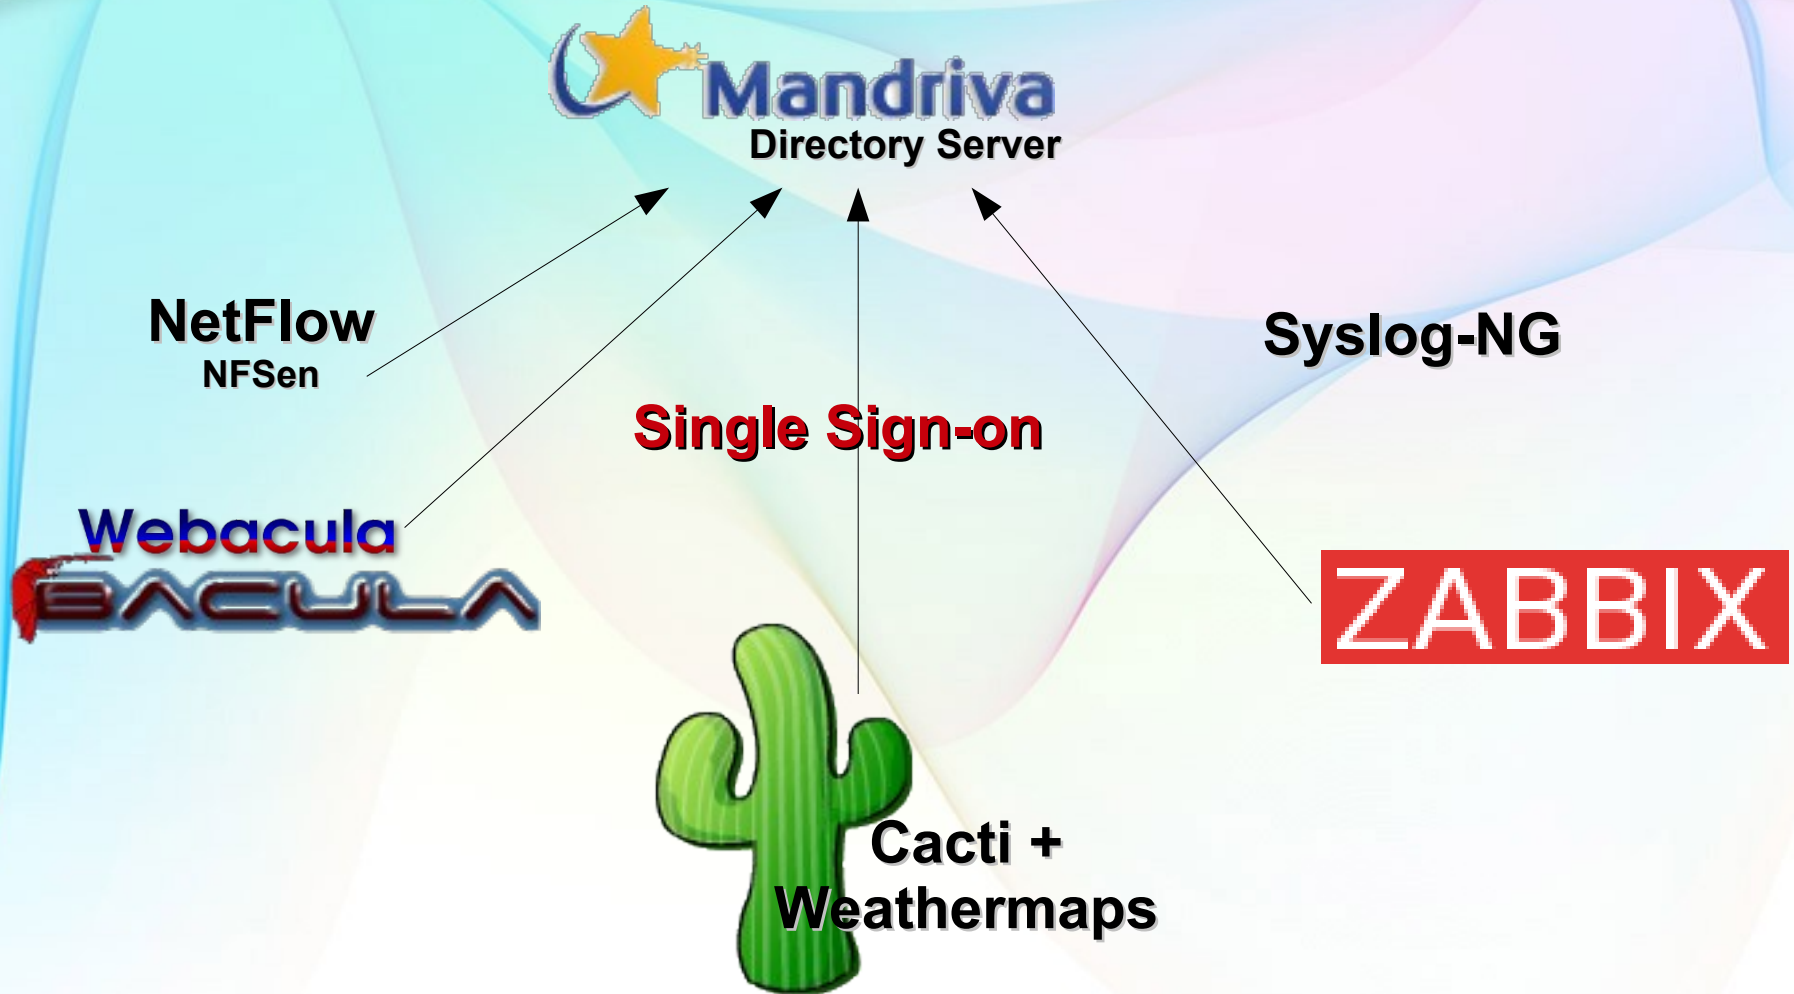 Mandriva
Directory Server
NetFlow
NFSen
Syslog-NG
Single Sign-on
Webacula
BACULA
ZABBIX
Cacti +
Weathermaps